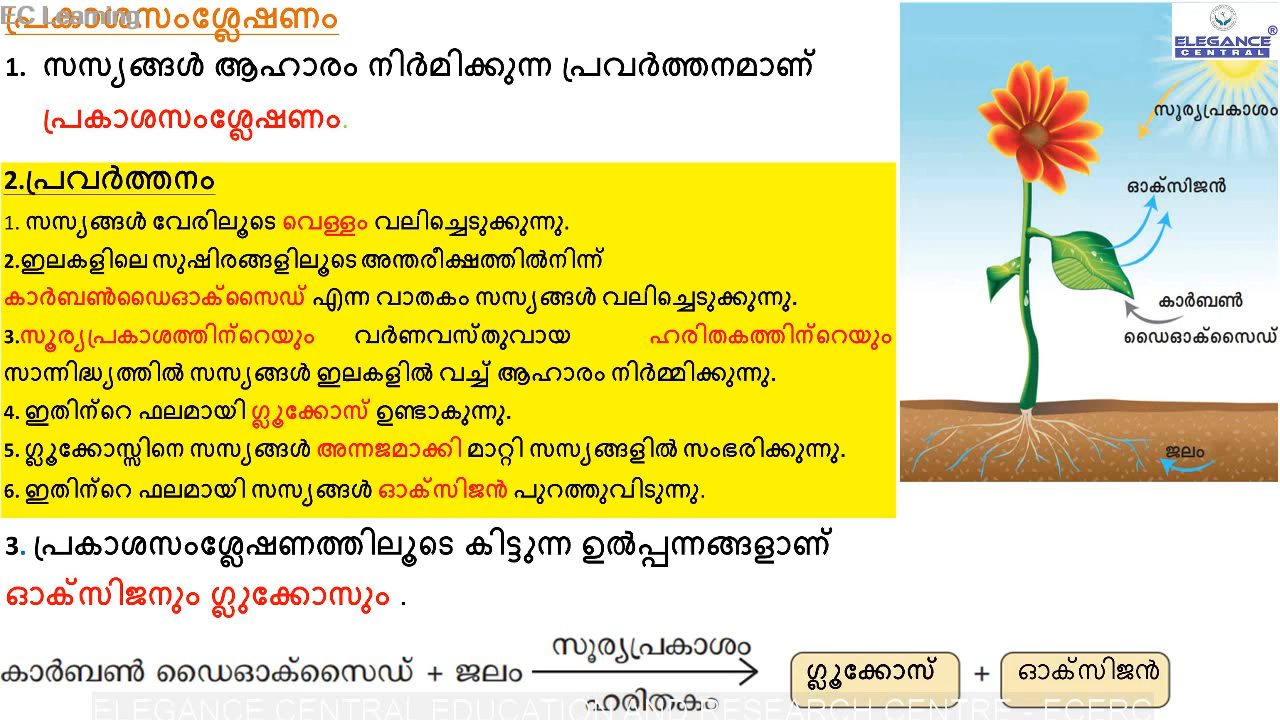 EC Learning
പ്രകാശസംശ്ലേഷണം
1. സസ്യങ്ങൾ ആഹാരം നിർമിക്കുന്ന പ്രവർത്തനമാണ്
പ്രകാശസംശ്ലേഷണം.
2.പ്രവർത്തനം
1. സസ്യങ്ങൾ വേരിലൂടെ വെള്ളം വലിച്ചെടുക്കുന്നു.
2.ഇലകളിലെ സുഷിരങ്ങളിലൂടെ അന്തരീക്ഷത്തിൽനിന്ന്
കാർബൺഡൈഓക്സൈഡ് എന്ന വാതകം സസ്യങ്ങൾ വലിച്ചെടുക്കുന്നു.
3.സൂര്യപ്രകാശത്തിന്റെയും വർണവസ്തുവായ ഹരിതകത്തിന്റെയും
സാന്നിദ്ധ്യത്തിൽ സസ്യങ്ങൾ ഇലകളിൽ വച്ച് ആഹാരം നിർമ്മിക്കുന്നു.
4. ഇതിന്റെ ഫലമായി ഗ്ലൂക്കോസ് ഉണ്ടാകുന്നു.
5. ഗ്ലൂക്കോസ്സിനെ സസ്യങ്ങൾ അന്നജമാക്കി മാറ്റി സസ്യങ്ങളിൽ സംഭരിക്കുന്നു.
6. ഇതിന്റെ ഫലമായി സസ്യങ്ങൾ ഓക്സിജൻ പുറത്തുവിടുന്നു.
3. പ്രകാശസംശ്ലേഷണത്തിലൂടെ കിട്ടുന്ന ഉൽപ്പന്നങ്ങളാണ്
ഓക്സിജനും ഗ്ലൂക്കോസും .
കാർബൺ ഡൈഓക്സൈഡ് + ജലം
സൂര്യപ്രകാശം
ഹരിതകം
ഗ്ലൂക്കോസ് + ഓക്സിജൻ
ELEGANCE CENTRAL EDUCATION AND RESEARCH CENTRE - ECERC
ELEGANCE ®
CENTRAL
സൂര്യപ്രകാശം
ഓക്സിജൻ
കാർബൺ
ഡൈഓക്സൈഡ്
ജലം